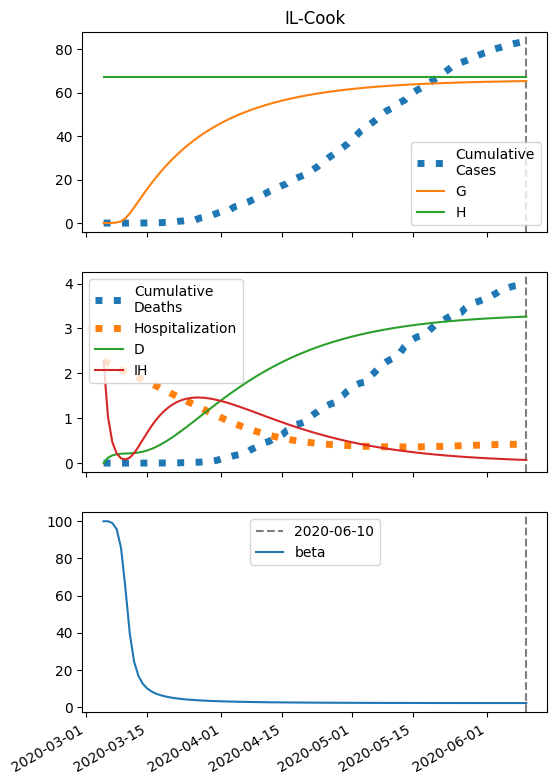 IL-Cook
80
60
40
20
0
Cumulative
Cases
G
H
4
3
2
1
0
Cumulative
Deaths
Hospitalization
D
IH
100
80
60
40
20
0
2020-06-10
beta
2020-03-01
2020-03-15
2020-04-01
2020-04-15
2020-05-01
2020-05-15
2020-06-01